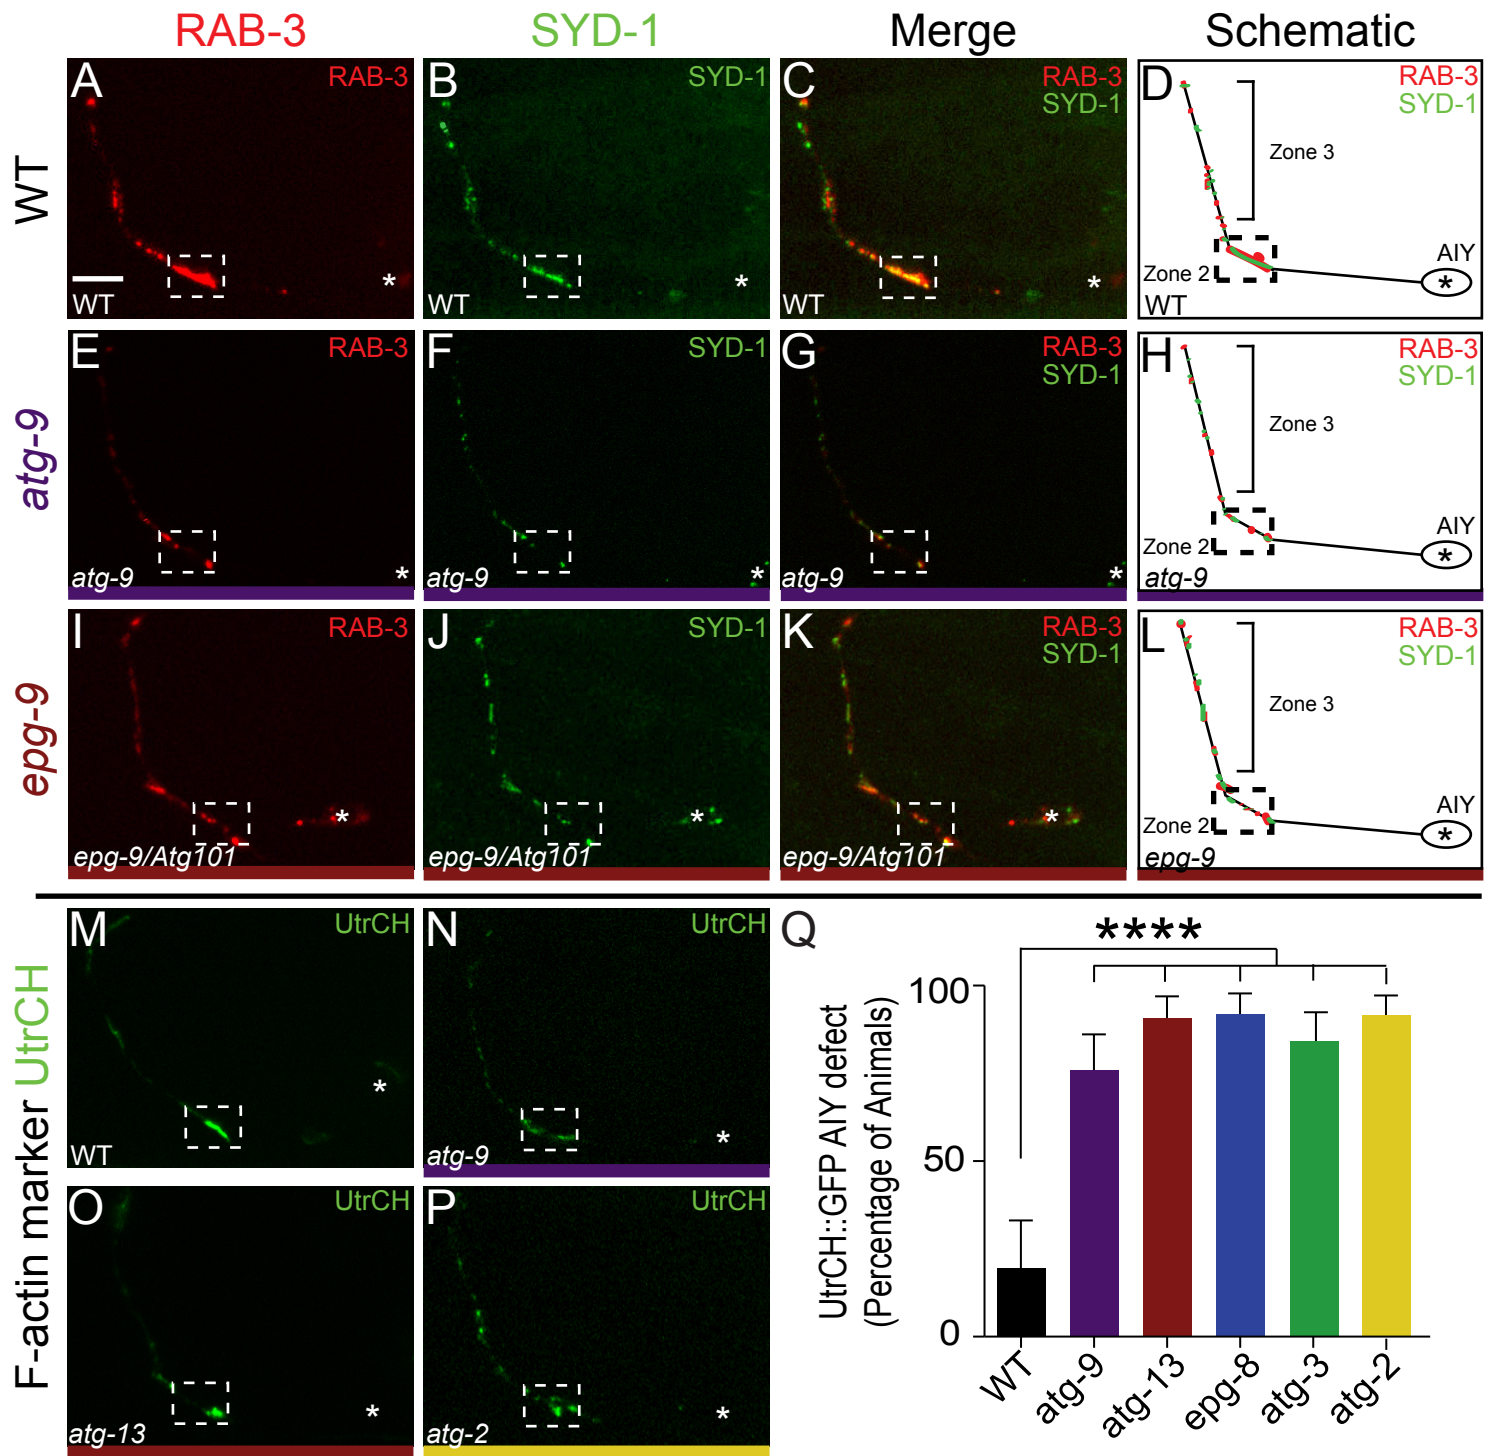 RAB-3
SYD-1
Merge
Schematic
WT
A
RAB-3
WT
B
SYD-1
*
WT
*
C
RAB-3
SYD-1
WT
*
D
RAB-3
SYD-1
Zone 3
AIY
Zone 2
*
WT
atg-9
E
RAB-3
atg-9
*
F
SYD-1
atg-9
*
G
RAB-3
SYD-1
atg-9
*
H
RAB-3
SYD-1
Zone 3
AIY
Zone 2
*
atg-9
epg-9
I
RAB-3
*
epg-9/Atg101
J
SYD-1
*
epg-9/Atg101
K
RAB-3
SYD-1
*
epg-9/Atg101
L
RAB-3
SYD-1
Zone 3
AIY
Zone 2
*
epg-9
F-actin marker UtrCH
M
UtrCH
*
WT
N
UtrCH
*
atg-9
O
UtrCH
*
atg-13
P
UtrCH
*
atg-2
Q
****
UtrCH::GFP AIY defect
(Percentage of Animals)
100
50
0
WT
atg-9
atg-13
epg-8
atg-3
atg-2